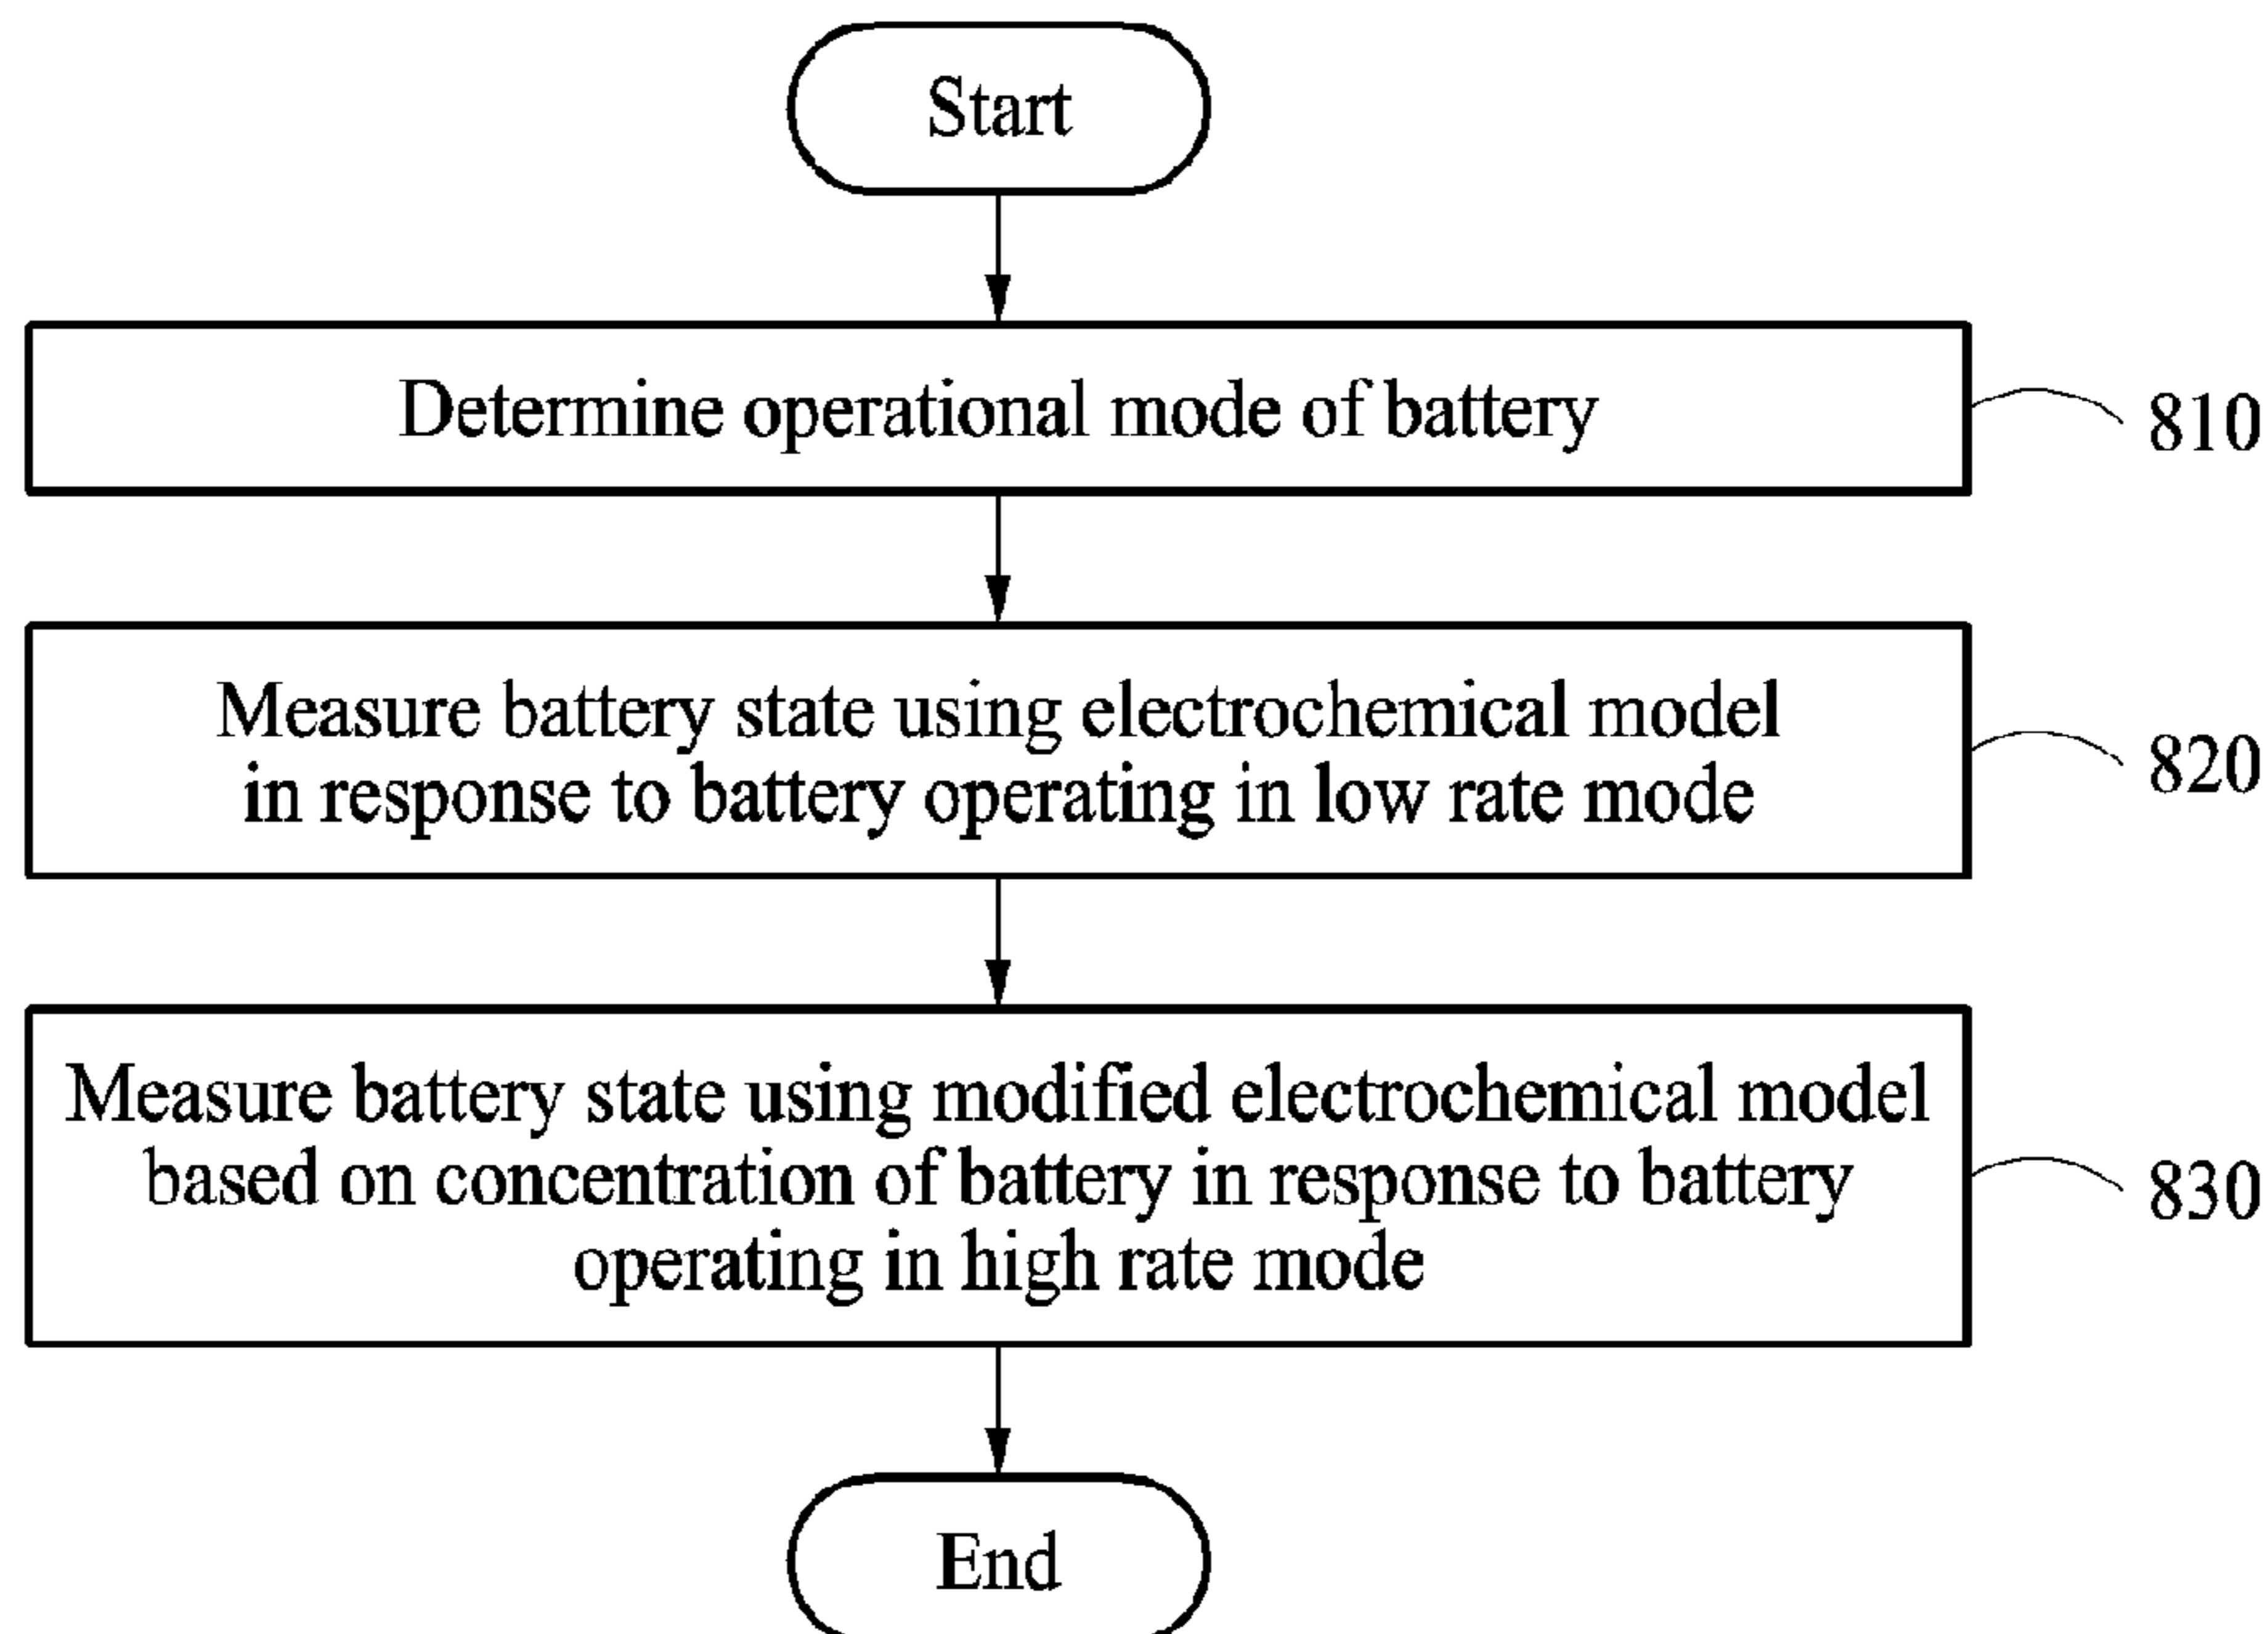 Start
Determine operational mode of battery
810
Measure battery state using electrochemical model
in response to battery operating in low rate mode
820
Measure battery state using modified electrochemical model
based on concentration of battery in response to battery
operating in high rate mode
830
End